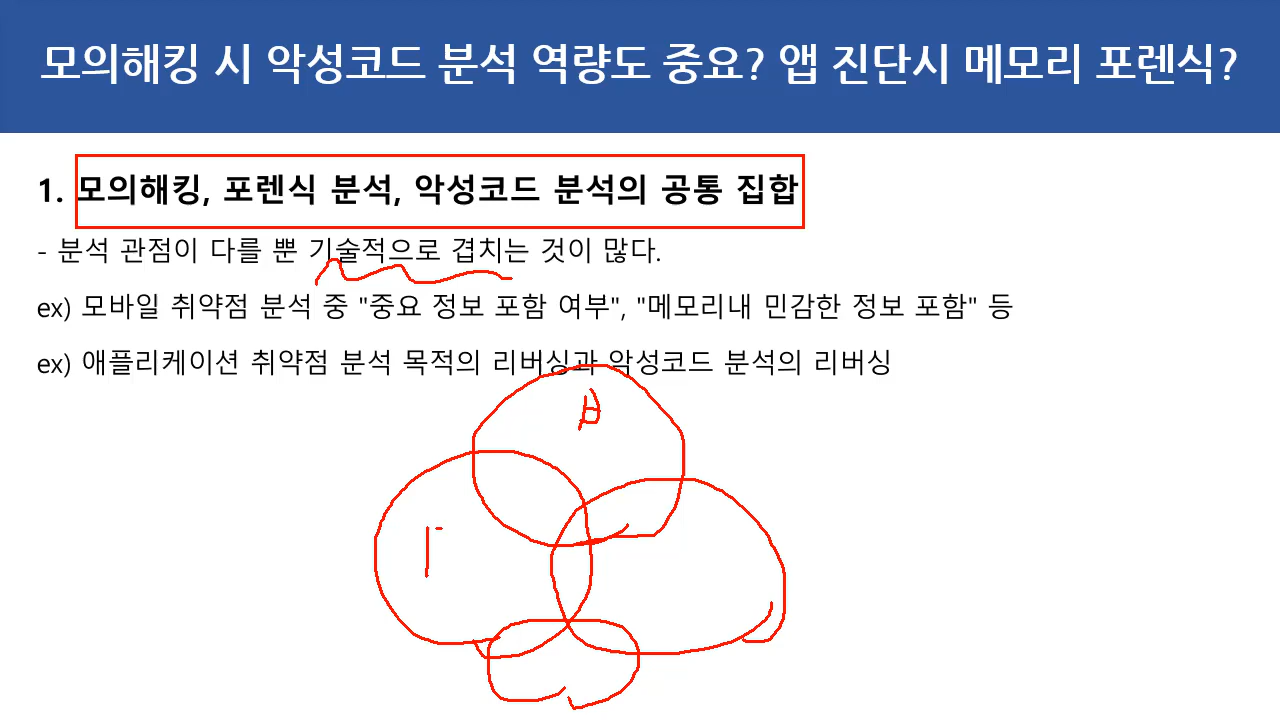 모의해킹 시 악성코드 분석 역량도 중요? 앱 진단시 메모리 포렌식?
1. 모의해킹, 포렌식 분석, 악성코드 분석의 공통 집합
- 분석 관점이 다를 뿐 기술적으로 겹치는 것이 많다.
ex) 모바일 취약점 분석 중 "중요 정보 포함 여부", "메모리내 민감한 정보 포함" 등
ex) 애플리케이션 취약점 분석 목적의 리버싱과 악성코드 분석의 리버싱